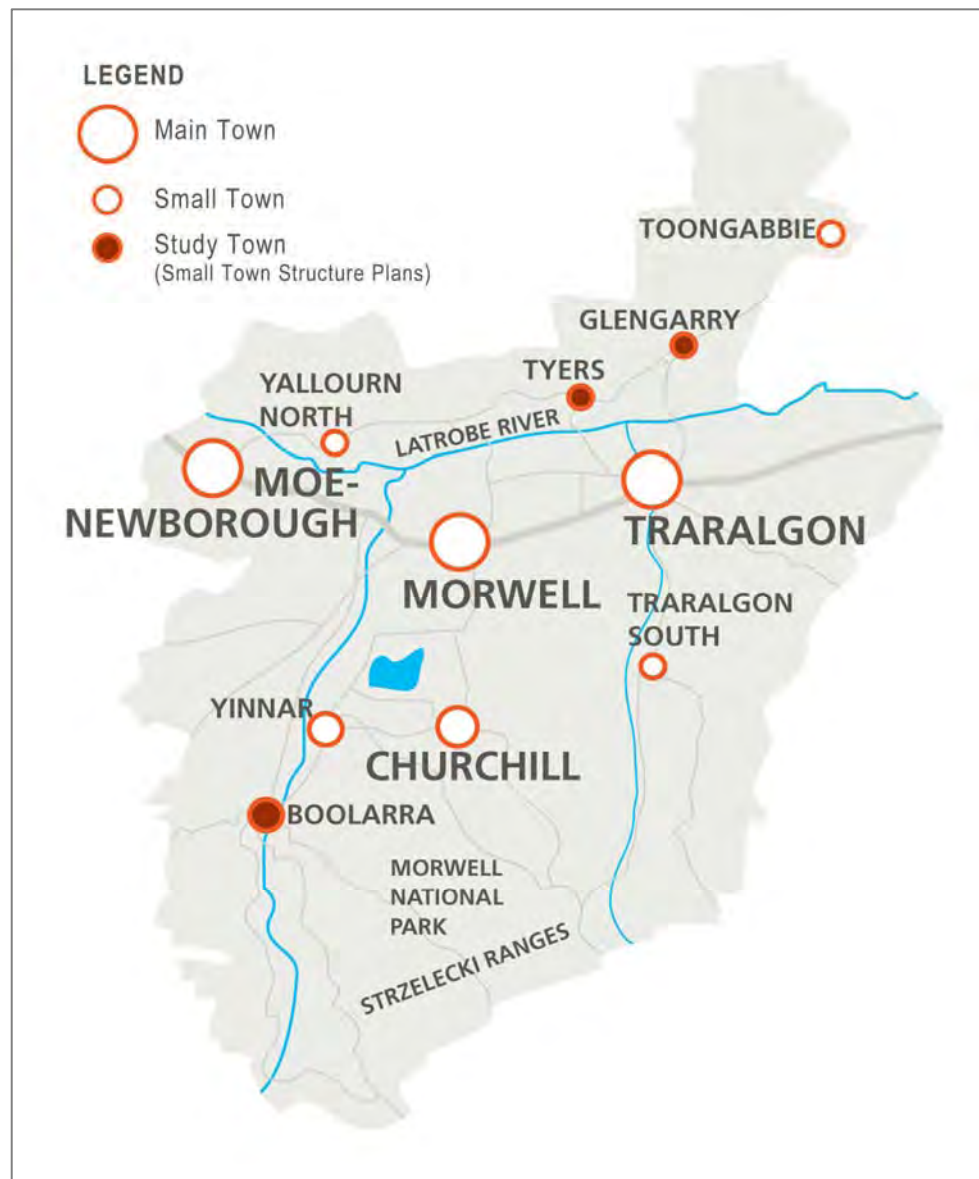 LEGEND
Main Town
Small Town
Study Town
(Small Town Structure Plans)
TOONGABBIE
GLENGARRY
TYERS
YALLOURN
NORTH
LATROBE RIVER
MOE-
NEWBOROUGH
TRARALGON
MORWELL
TRARALGON
SOUTH
YINNAR
CHURCHILL
BOOLARRA
MORWELL
NATIONAL
PARK
STRZELECKI RANGES